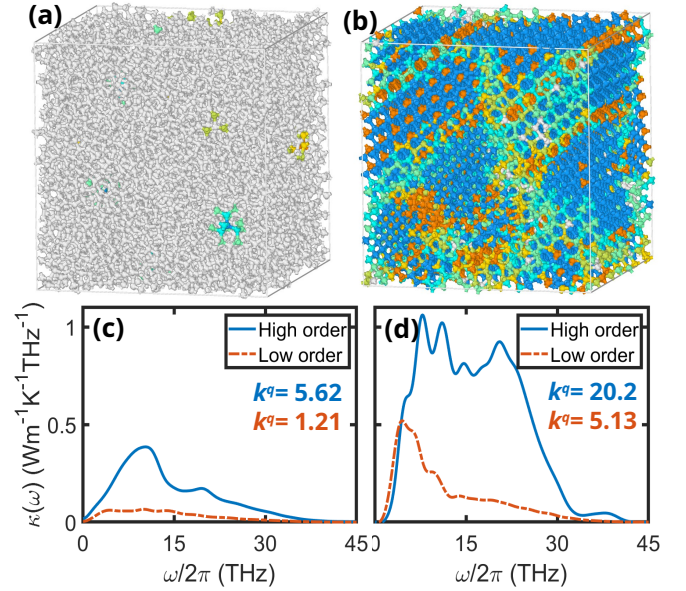 (a)
(b)
(c)
High order
Low order
k^q= 5.62
k^q= 1.21
κ(ω) (Wm⁻¹K⁻¹THz⁻¹)
1
0.5
0
0 15 30 45
ω/2π (THz)
(d)
High order
Low order
k^q= 20.2
k^q= 5.13
0 15 30 45
ω/2π (THz)